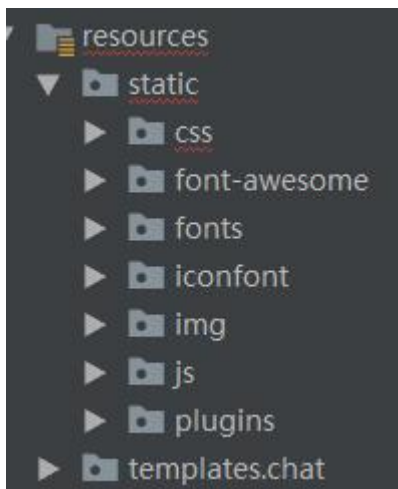 resources
static
css
font-awesome
fonts
iconfont
img
js
plugins
templates.chat